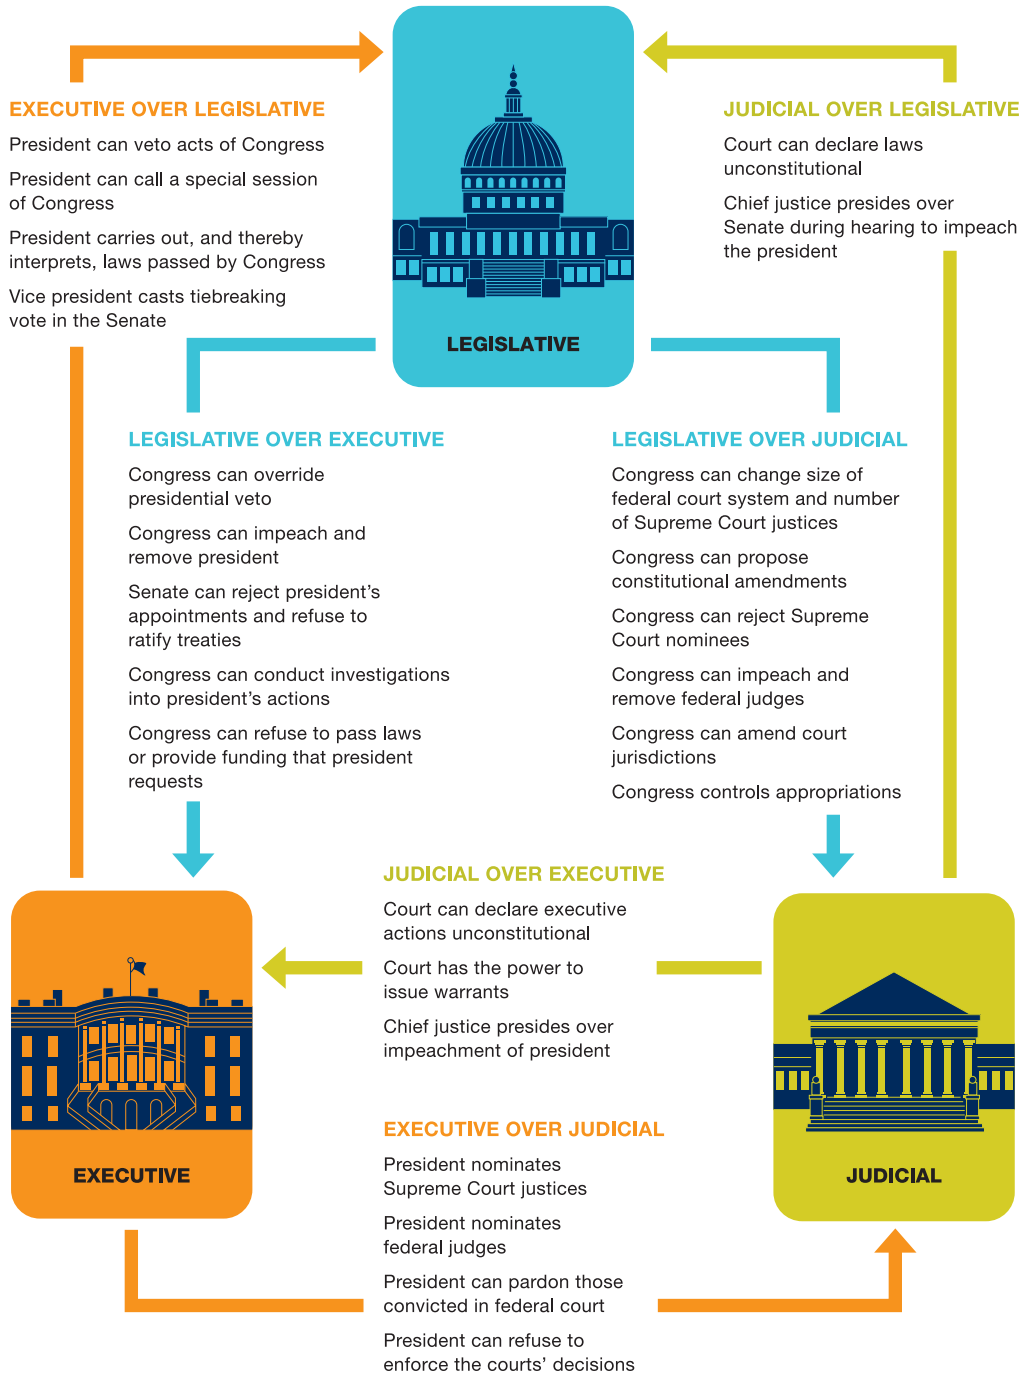 EXECUTIVE OVER LEGISLATIVE
President can veto acts of Congress
President can call a special session
of Congress
President carries out, and thereby
interprets, laws passed by Congress
Vice president casts tiebreaking
vote in the Senate
LEGISLATIVE
JUDICIAL OVER LEGISLATIVE
Court can declare laws
unconstitutional
Chief justice presides over
Senate during hearing to impeach
the president
LEGISLATIVE OVER EXECUTIVE
Congress can override
presidential veto
Congress can impeach and
remove president
Senate can reject president’s
appointments and refuse to
ratify treaties
Congress can conduct investigations
into president’s actions
Congress can refuse to pass laws
or provide funding that president
requests
LEGISLATIVE OVER JUDICIAL
Congress can change size of
federal court system and number
of Supreme Court justices
Congress can propose
constitutional amendments
Congress can reject Supreme
Court nominees
Congress can impeach and
remove federal judges
Congress can amend court
jurisdictions
Congress controls appropriations
JUDICIAL OVER EXECUTIVE
Court can declare executive
actions unconstitutional
Court has the power to
issue warrants
Chief justice presides over
impeachment of president
EXECUTIVE
JUDICIAL
EXECUTIVE OVER JUDICIAL
President nominates
Supreme Court justices
President nominates
federal judges
President can pardon those
convicted in federal court
President can refuse to
enforce the courts’ decisions